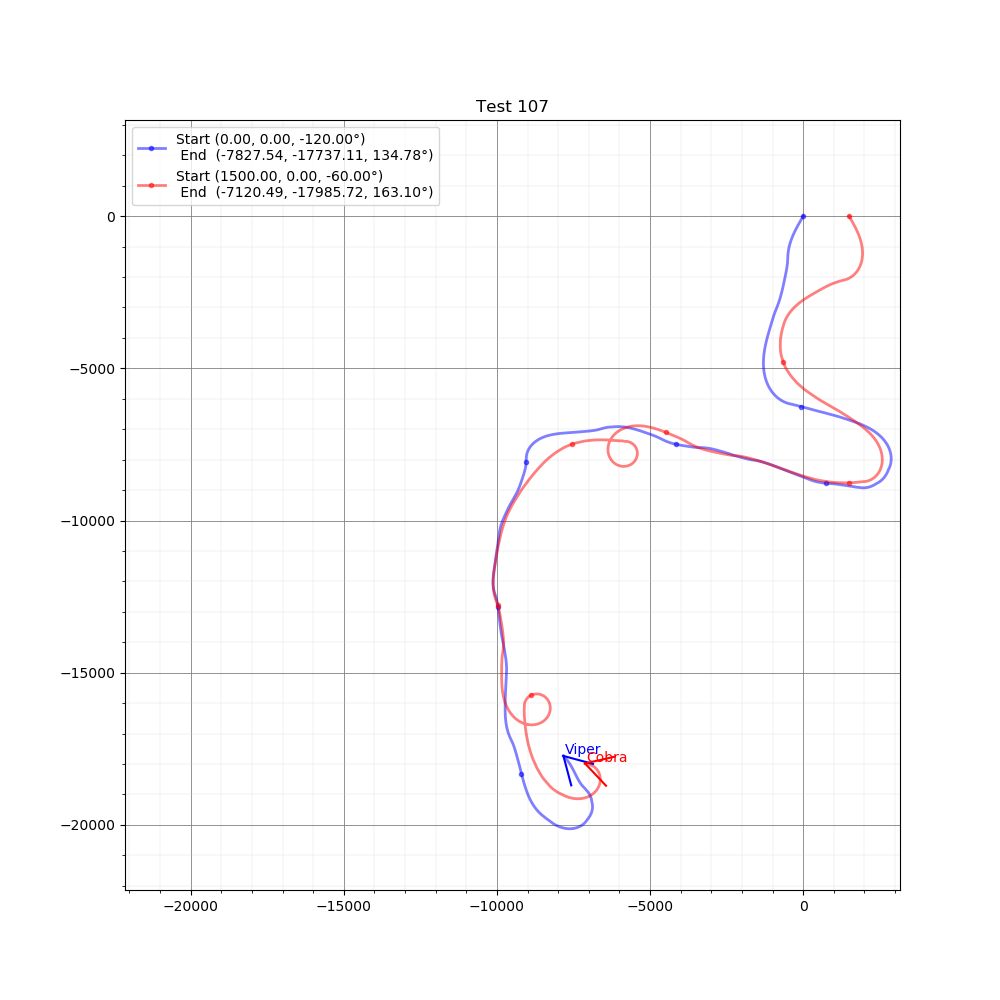 Test 107
Start (0.00, 0.00, -120.00°)
End (-7827.54, -17737.11, 134.78°)
Start (1500.00, 0.00, -60.00°)
End (-7120.49, -17985.72, 163.10°)
0
−5000
−10000
−15000
−20000
Viper
Cobra
−20000 −15000 −10000 −5000 0